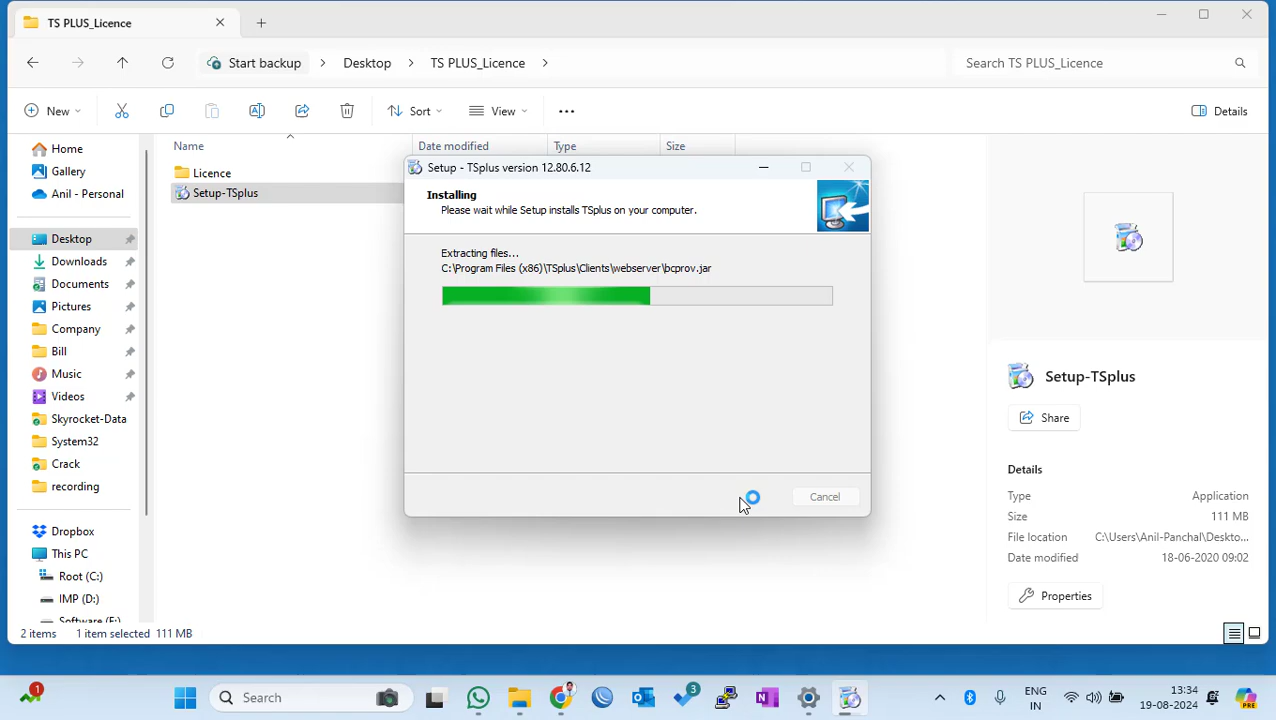 TS PLUS_Licence
Start backup > Desktop > TS PLUS_Licence >
Search TS PLUS_Licence
New
Sort
View
Details
Home
Gallery
Anil - Personal
Desktop
Downloads
Documents
Pictures
Company
Bill
Music
Videos
Skyrocket-Data
System32
Crack
recording
Dropbox
This PC
Root (C:)
IMP (D:)
Software (E:)
Name
Date modified
Type
Size
Licence
Setup-TSplus
Setup - TSplus version 12.80.6.12
Installing
Please wait while Setup installs TSplus on your computer.
Extracting files...
C:\Program Files (x86)\TSplus\Clients\webserver\bcprov.jar
Cancel
Setup-TSplus
Share
Details
Type Application
Size 111 MB
File location C:\Users\Anil-Panchal\Deskto...
Date modified 18-06-2020 09:02
Properties
2 items 1 item selected 111 MB
1
Search
3
ENG
IN
13:34
19-08-2024
PRE